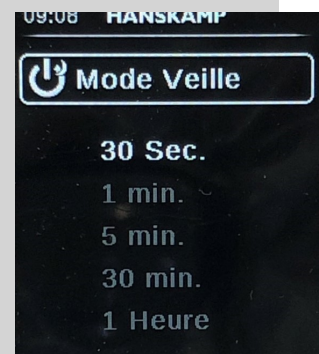 09:08 HANSKAMP
Mode Veille
30 Sec.
1 min.
5 min.
30 min.
1 Heure